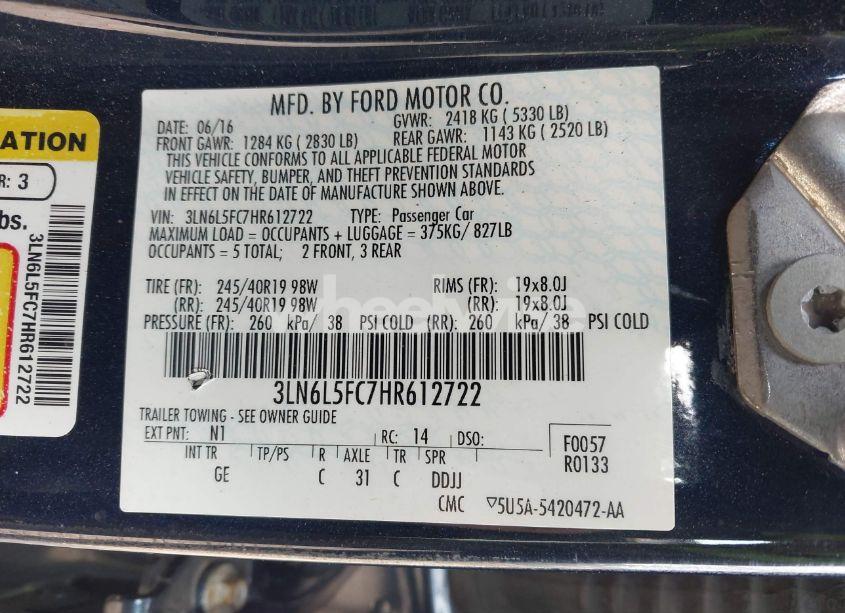 MFD. BY FORD MOTOR CO.
DATE: 06/16
GVWR: 2418 KG ( 5330 LB)
FRONT GAWR: 1284 KG ( 2830 LB)
REAR GAWR: 1143 KG ( 2520 LB)
THIS VEHICLE CONFORMS TO ALL APPLICABLE FEDERAL MOTOR
VEHICLE SAFETY, BUMPER, AND THEFT PREVENTION STANDARDS
IN EFFECT ON THE DATE OF MANUFACTURE SHOWN ABOVE.
VIN: 3LN6L5FC7HR612722 TYPE: Passenger Car
MAXIMUM LOAD = OCCUPANTS + LUGGAGE = 375KG/ 827LB
OCCUPANTS = 5 TOTAL; 2 FRONT, 3 REAR
TIRE (FR): 245/40R19 98W RIMS (FR): 19x8.0J
(RR): 245/40R19 98W (RR): 19x8.0J
PRESSURE (FR): 260 kPa/ 38 PSI COLD (RR): 260 kPa/ 38 PSI COLD
3LN6L5FC7HR612722
TRAILER TOWING - SEE OWNER GUIDE
EXT PNT: N1 RC: 14 DSO:
F0057
R0133
INT TR TP/PS R AXLE TR SPR
GE C 31 C DDJJ
CMC ▽5U5A-5420472-AA
ATION
R: 3
bs.
3LN6L5FC7HR612722
wheelwise